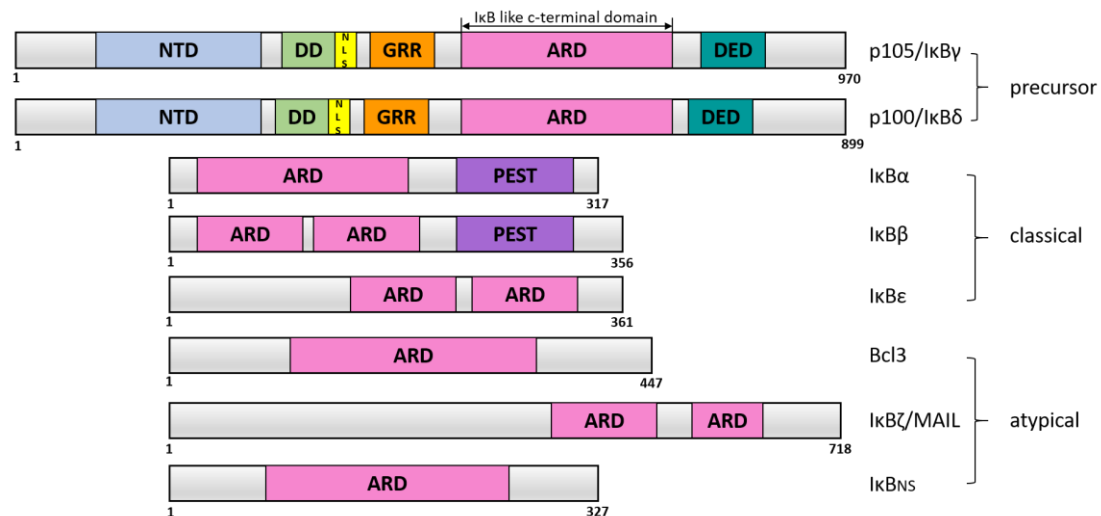 IκB like c-terminal domain
NTD DD NLS GRR ARD DED p105/IκBγ
1 970
precursor
NTD DD NLS GRR ARD DED p100/IκBδ
1 899
ARD PEST IκBα
1 317
ARD ARD PEST IκBβ classical
1 356
ARD ARD IκBε
1 361
ARD Bcl3
1 447
ARD ARD IκBζ/MAIL atypical
1 718
ARD IκBNS
1 327